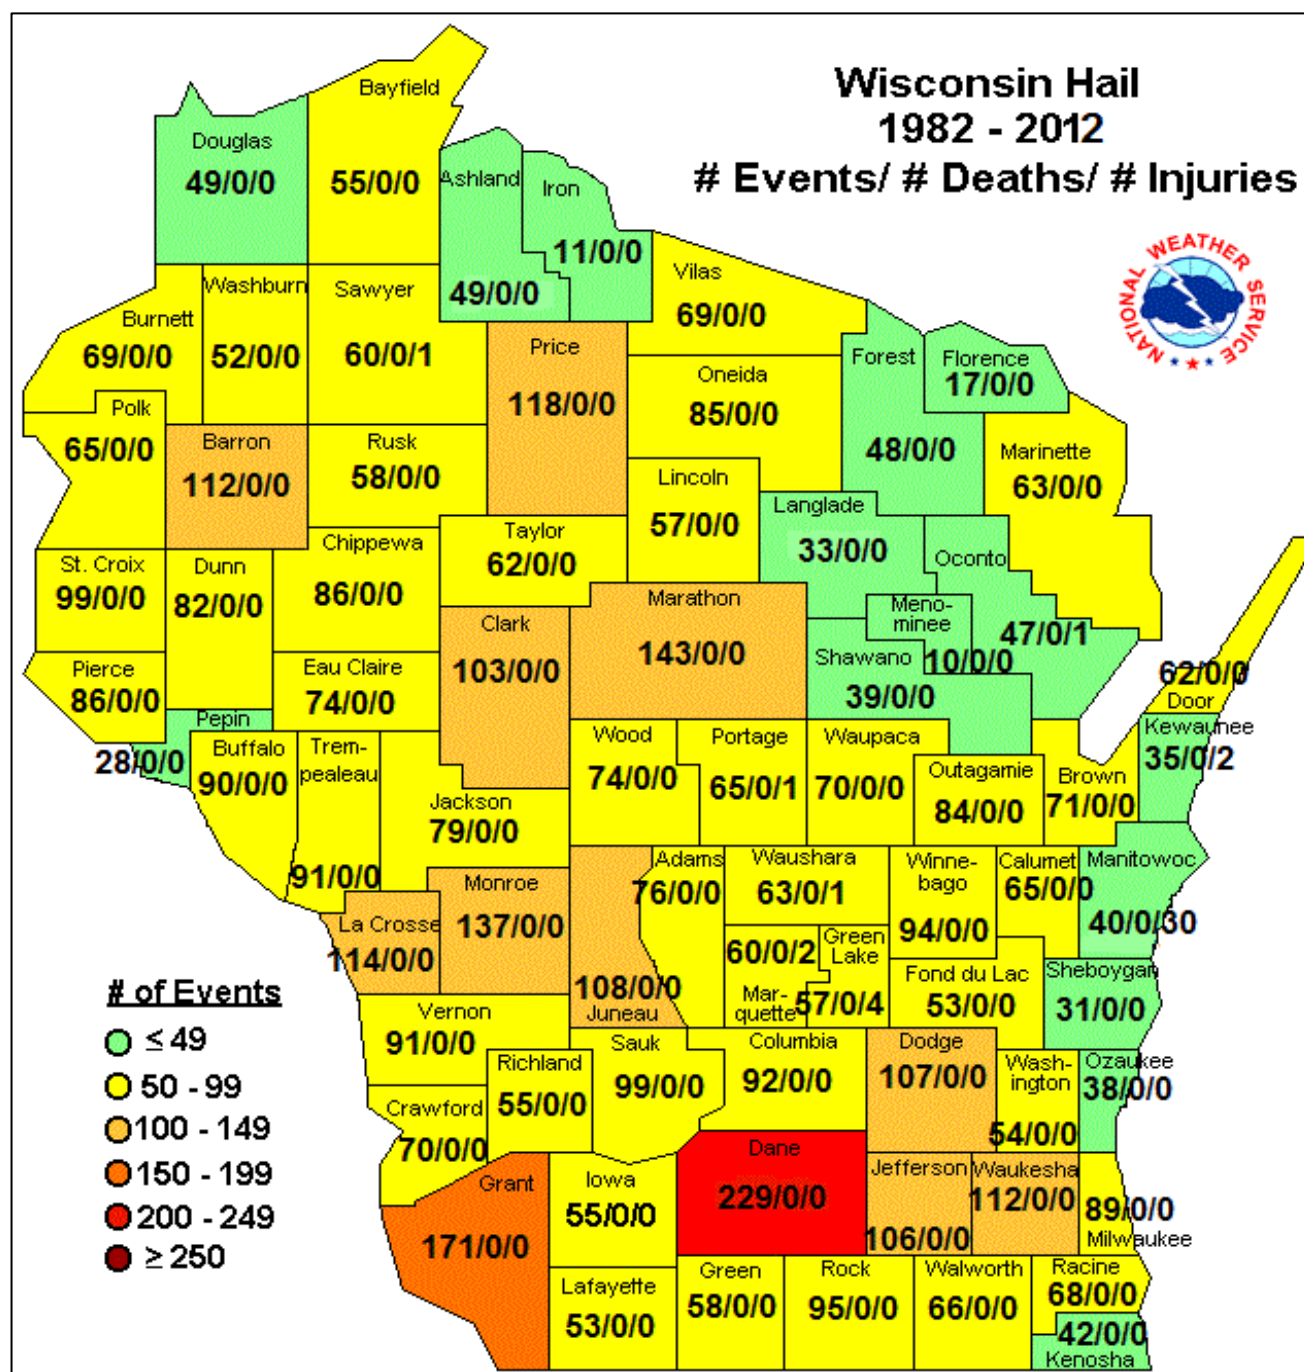 Wisconsin Hail
1982 - 2012
# Events/ # Deaths/ # Injuries
NATIONAL WEATHER SERVICE
Bayfield
55/0/0
Douglas
49/0/0
Ashland
49/0/0
Iron
11/0/0
Vilas
69/0/0
Washburn
52/0/0
Sawyer
60/0/1
Burnett
69/0/0
Price
118/0/0
Oneida
85/0/0
Forest
48/0/0
Florence
17/0/0
Polk
65/0/0
Barron
112/0/0
Rusk
58/0/0
Lincoln
57/0/0
Marinette
63/0/0
Langlade
33/0/0
Taylor
62/0/0
Chippewa
86/0/0
St. Croix
99/0/0
Dunn
82/0/0
Oconto
47/0/1
Marathon
143/0/0
Clark
103/0/0
Meno-
minee
10/0/0
Shawano
39/0/0
Pierce
86/0/0
Eau Claire
74/0/0
62/0/0
Door
Pepin
28/0/0
Buffalo
90/0/0
Trem-
pealeau
91/0/0
Wood
74/0/0
Portage
65/0/1
Waupaca
70/0/0
Outagamie
84/0/0
Brown
71/0/0
Kewaunee
35/0/2
Jackson
79/0/0
Adams
76/0/0
Waushara
63/0/1
Winne-
bago
94/0/0
Calumet
65/0/0
Manitowoc
40/0/30
Monroe
137/0/0
La Crosse
114/0/0
108/0/0
Juneau
60/0/2
Mar-
quette
Green
Lake
57/0/4
Fond du Lac
53/0/0
Sheboygan
31/0/0
Vernon
91/0/0
Richland
55/0/0
Sauk
99/0/0
Columbia
92/0/0
Dodge
107/0/0
Wash-
ington
54/0/0
Ozaukee
38/0/0
Crawford
70/0/0
Grant
171/0/0
Iowa
55/0/0
Dane
229/0/0
Jefferson
106/0/0
Waukesha
112/0/0
89/0/0
Milwaukee
Lafayette
53/0/0
Green
58/0/0
Rock
95/0/0
Walworth
66/0/0
Racine
68/0/0
42/0/0
Kenosha
# of Events
≤ 49
50 - 99
100 - 149
150 - 199
200 - 249
≥ 250